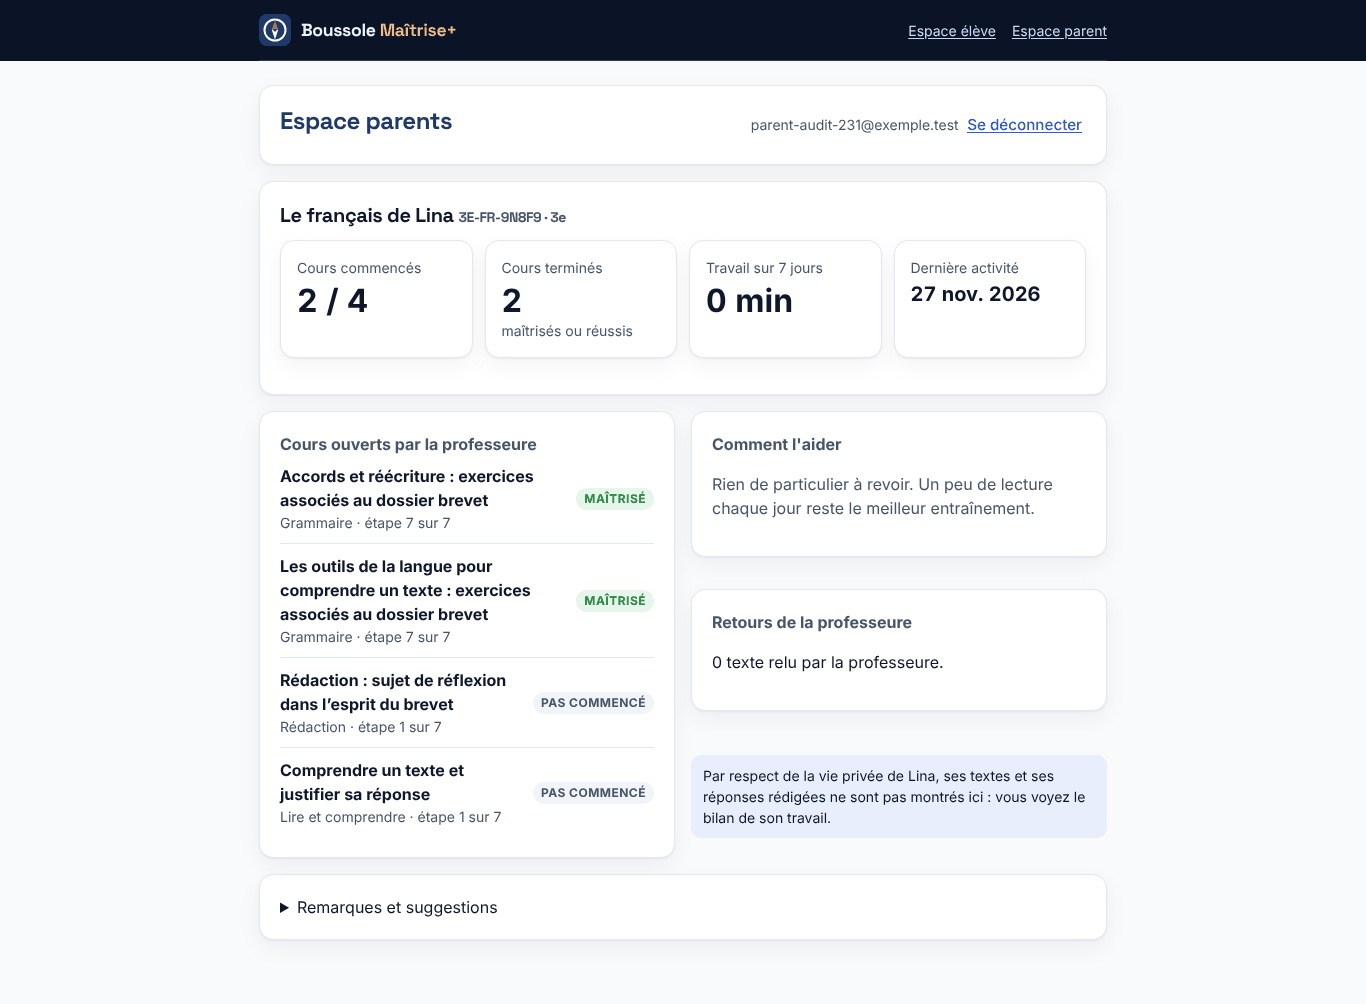 Boussole Maîtrise+
Espace élève Espace parent
Espace parents
parent-audit-231@exemple.test Se déconnecter
Le français de Lina 3E-FR-9N8F9 · 3e
Cours commencés
2 / 4
Cours terminés
2
maîtrisés ou réussis
Travail sur 7 jours
0 min
Dernière activité
27 nov. 2026
Cours ouverts par la professeure
Accords et réécriture : exercices
associés au dossier brevet
Grammaire · étape 7 sur 7
MAÎTRISÉ
Les outils de la langue pour
comprendre un texte : exercices
associés au dossier brevet
Grammaire · étape 7 sur 7
MAÎTRISÉ
Rédaction : sujet de réflexion
dans l’esprit du brevet
Rédaction · étape 1 sur 7
PAS COMMENCÉ
Comprendre un texte et
justifier sa réponse
Lire et comprendre · étape 1 sur 7
PAS COMMENCÉ
Comment l'aider
Rien de particulier à revoir. Un peu de lecture
chaque jour reste le meilleur entraînement.
Retours de la professeure
0 texte relu par la professeure.
Par respect de la vie privée de Lina, ses textes et ses
réponses rédigées ne sont pas montrés ici : vous voyez le
bilan de son travail.
Remarques et suggestions